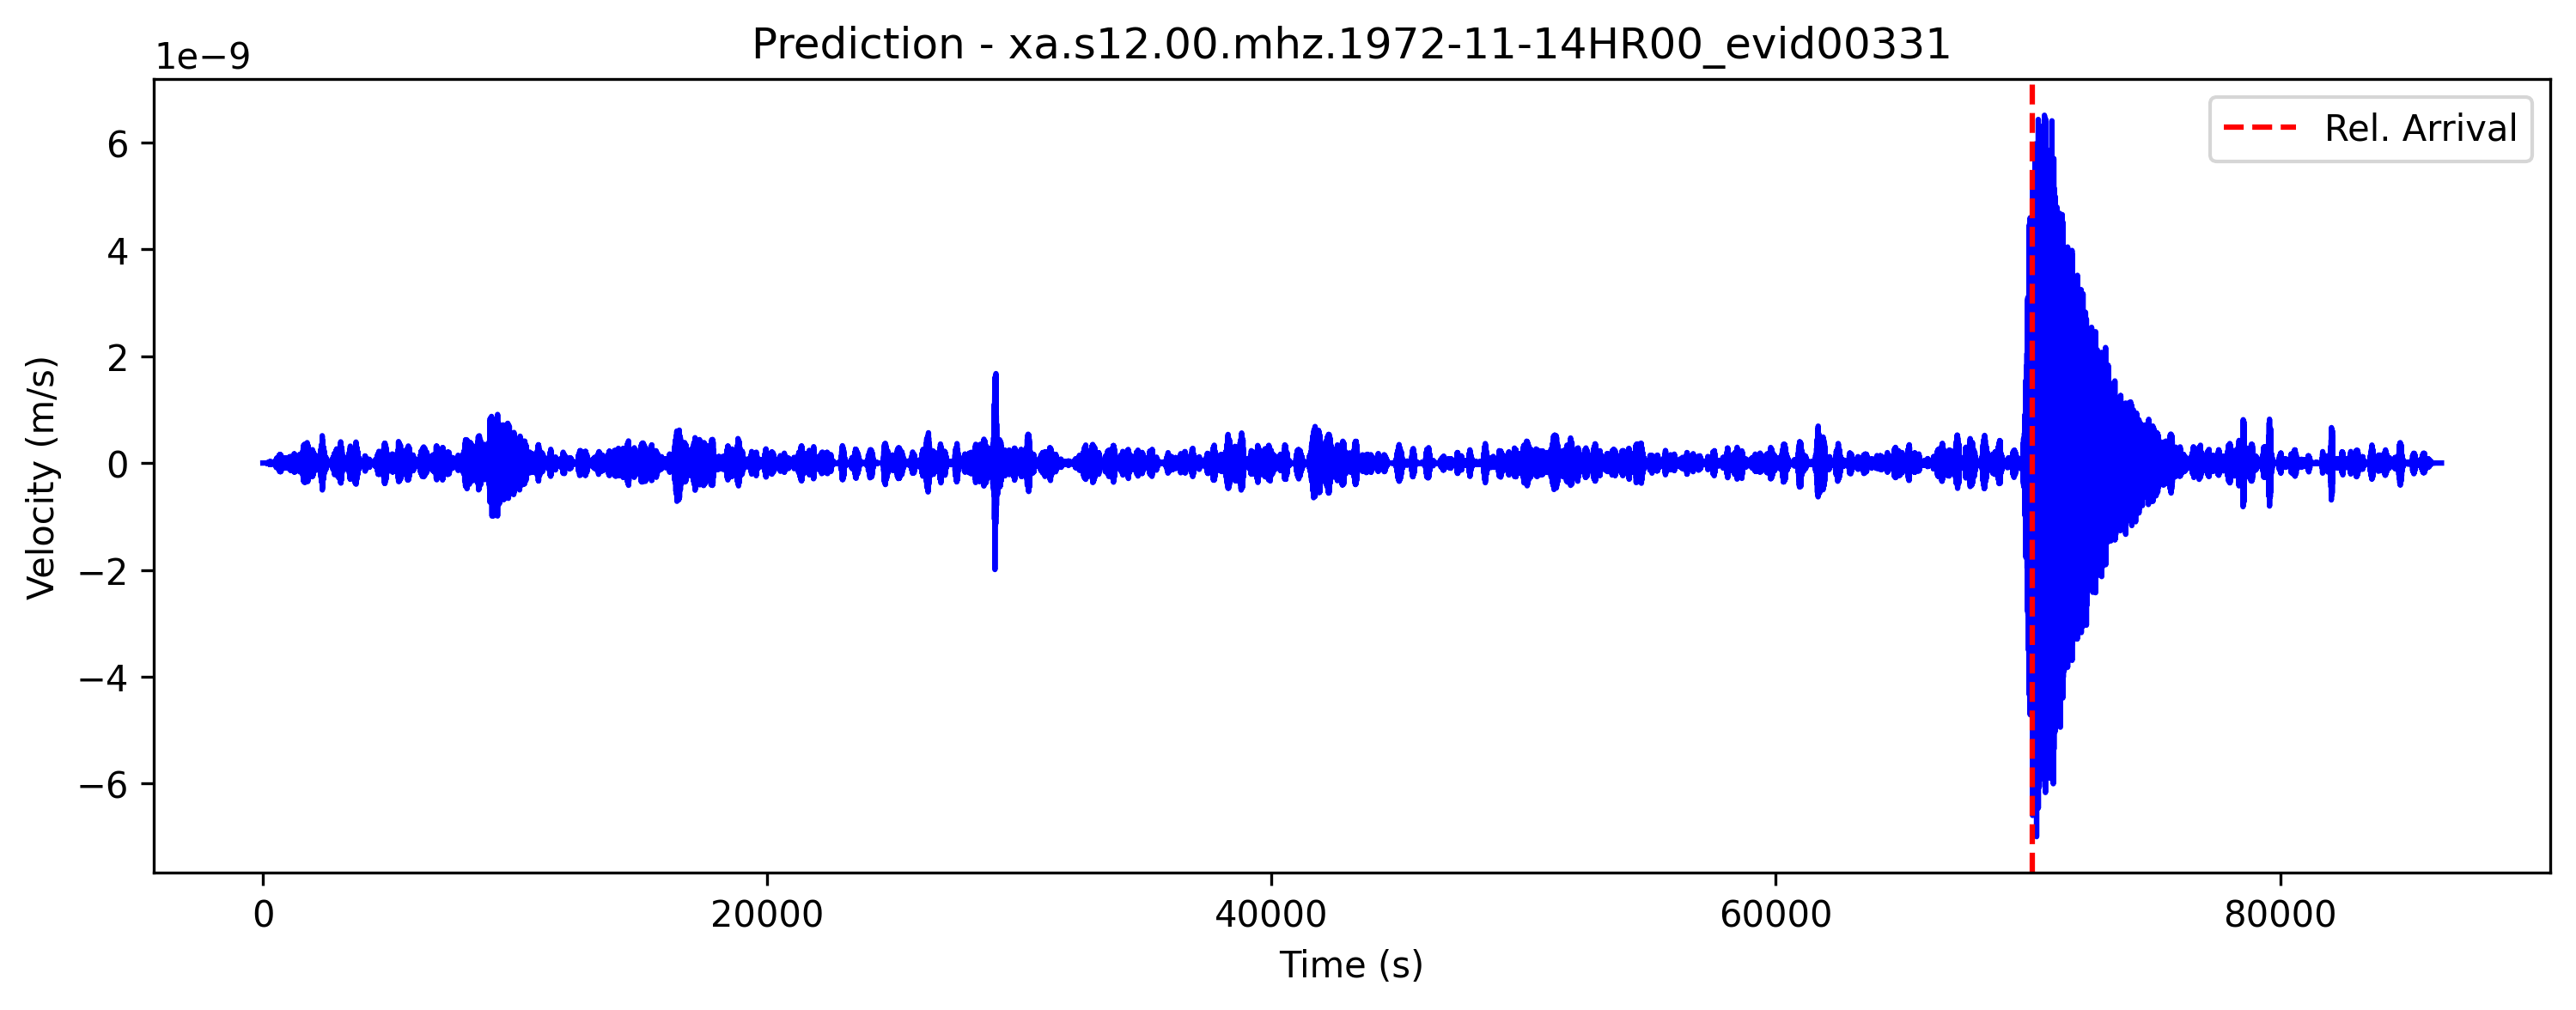 Prediction - xa.s12.00.mhz.1972-11-14HR00_evid00331
1e−9
Rel. Arrival
6
4
2
0
−2
−4
−6
Velocity (m/s)
0 20000 40000 60000 80000
Time (s)